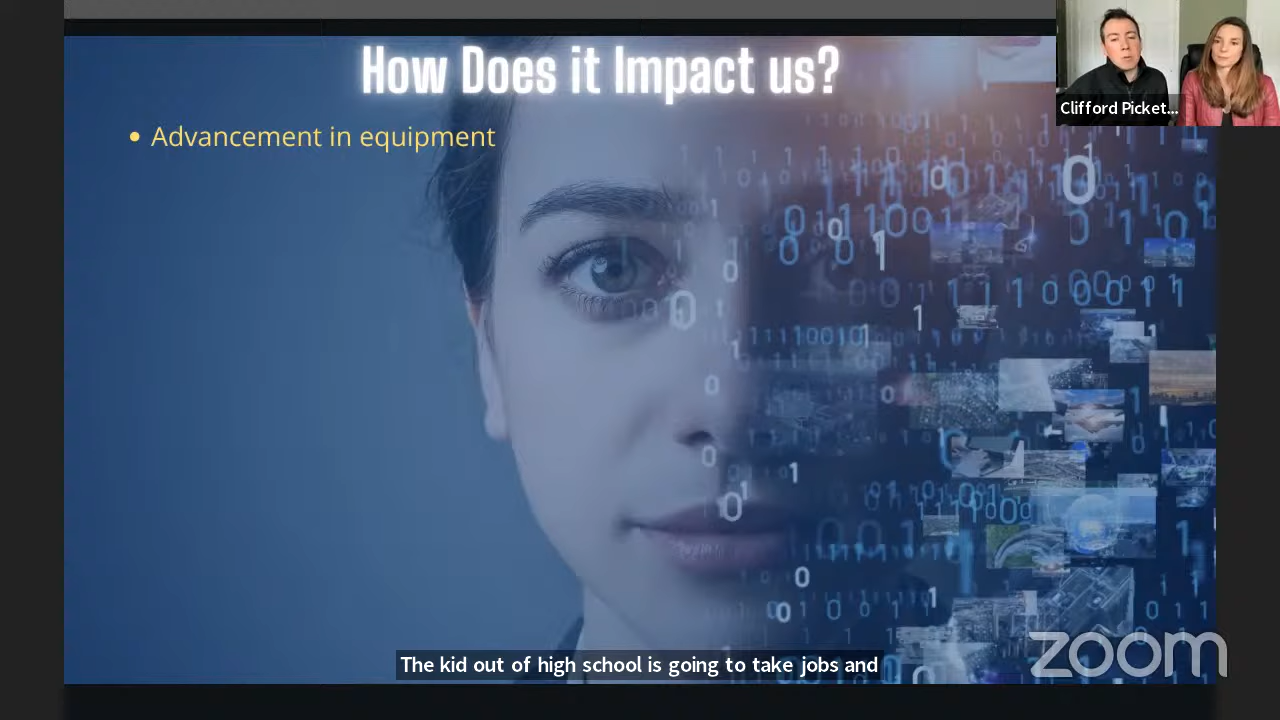 How Does it Impact us?
Clifford Picket...
• Advancement in equipment
The kid out of high school is going to take jobs and
zoom